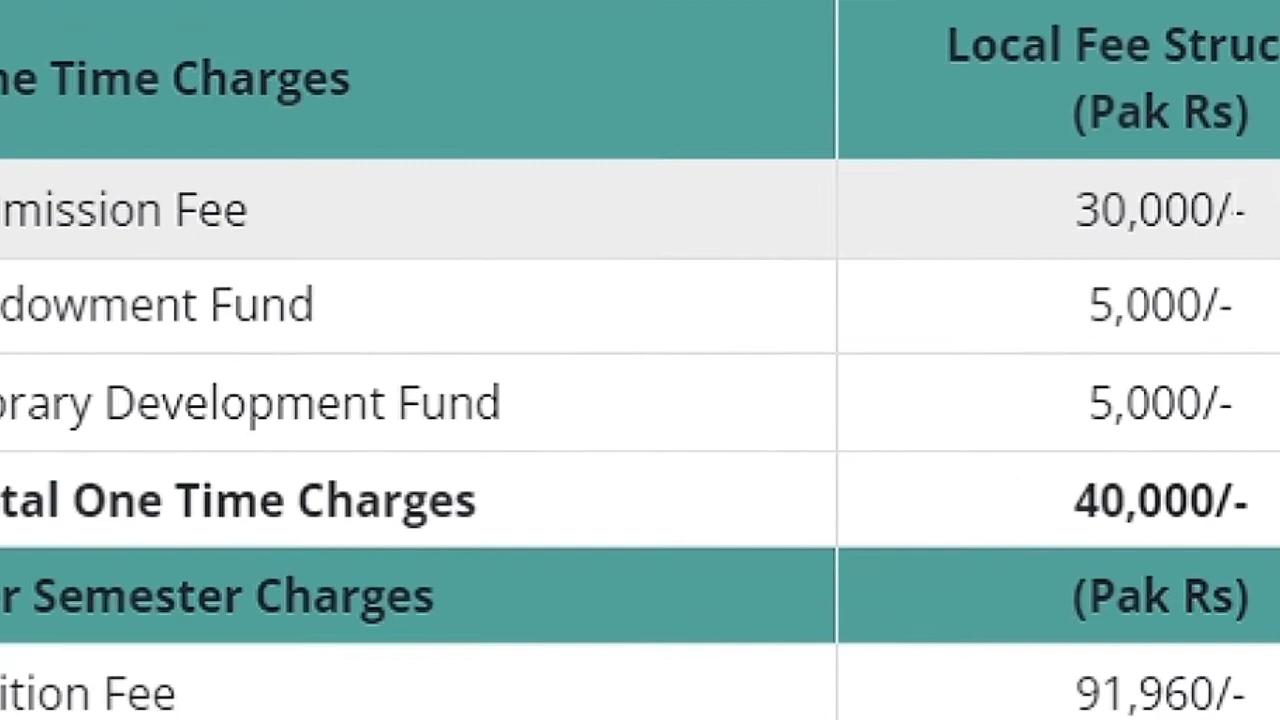 ne Time Charges
Local Fee Struc
(Pak Rs)
mission Fee
30,000/-
dowment Fund
5,000/-
brary Development Fund
5,000/-
tal One Time Charges
40,000/-
r Semester Charges
(Pak Rs)
ition Fee
91,960/-